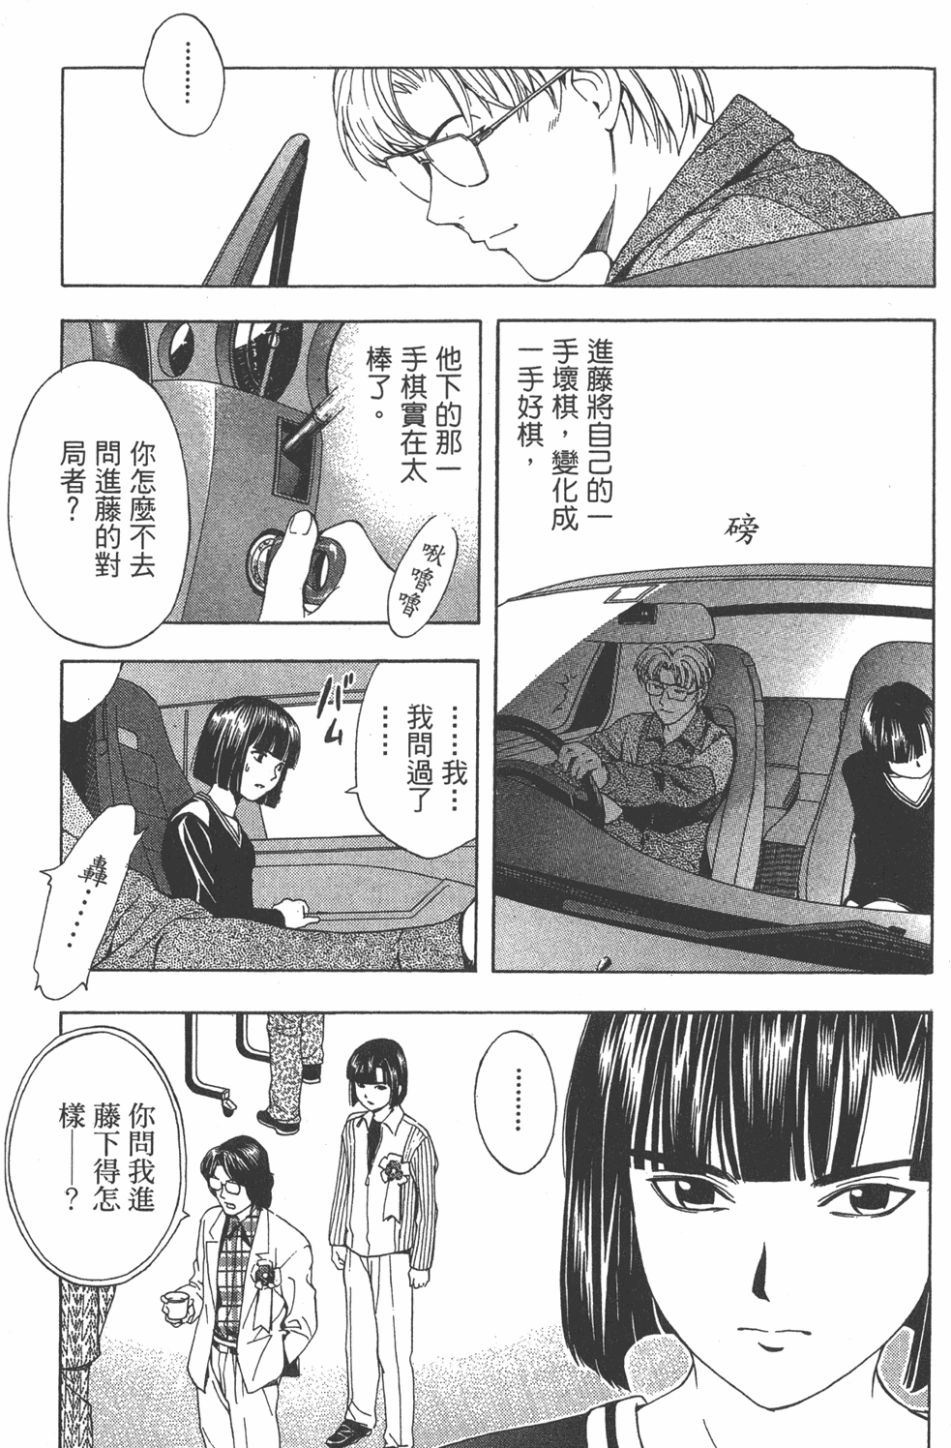 ………
進藤將自己的一
手壞棋，變化成
一手好棋，
磅
他下的那一
手棋實在太
棒了。
啾嚕嚕
你怎麼不去
問進藤的對
局者？
……我…
我問過了
……
バム
轟……
………
你問我進
藤下得怎
樣——？